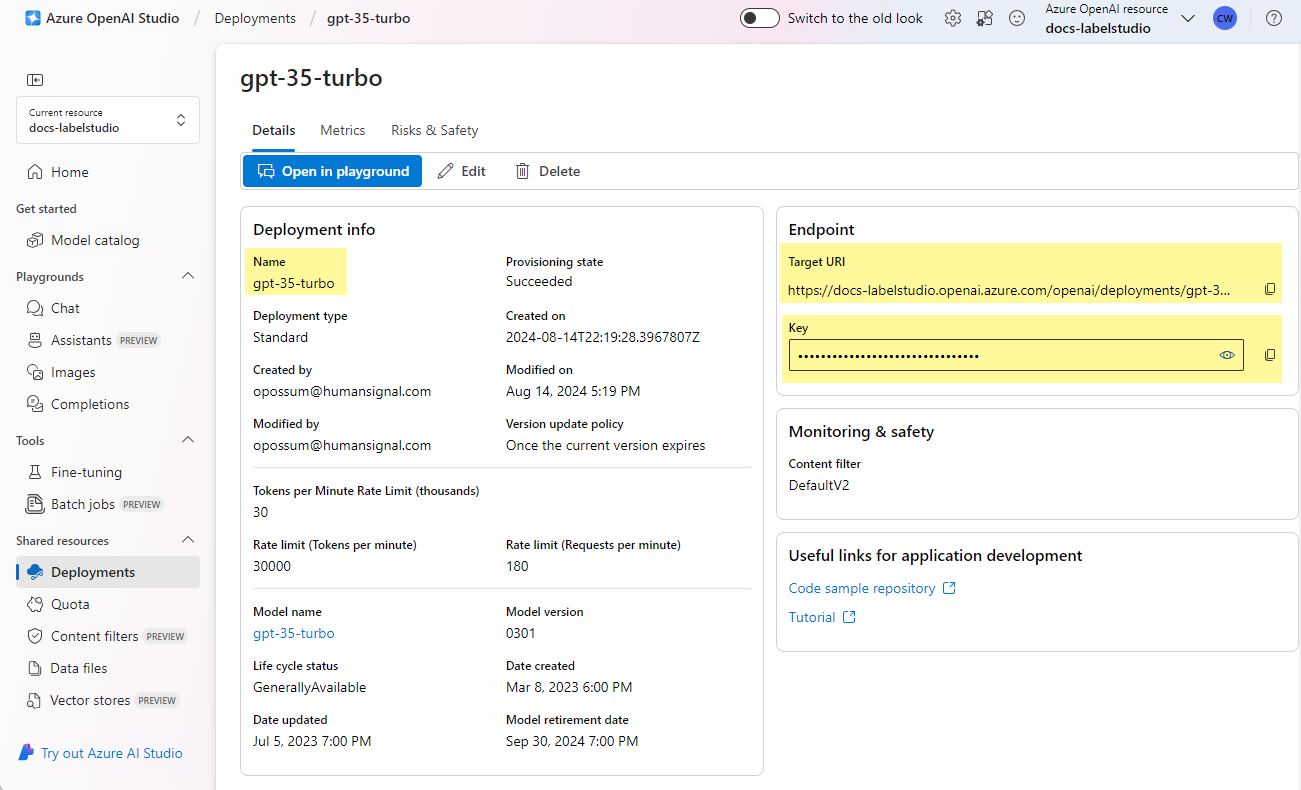 Azure OpenAI Studio / Deployments / gpt-35-turbo
Switch to the old look
Azure OpenAI resource
docs-labelstudio
CW
Current resource
docs-labelstudio
Home
Get started
Model catalog
Playgrounds
Chat
Assistants PREVIEW
Images
Completions
Tools
Fine-tuning
Batch jobs PREVIEW
Shared resources
Deployments
Quota
Content filters PREVIEW
Data files
Vector stores PREVIEW
Try out Azure AI Studio
gpt-35-turbo
Details Metrics Risks & Safety
Open in playground Edit Delete
Deployment info
Name
gpt-35-turbo
Provisioning state
Succeeded
Deployment type
Standard
Created on
2024-08-14T22:19:28.3967807Z
Created by
opossum@humansignal.com
Modified on
Aug 14, 2024 5:19 PM
Modified by
opossum@humansignal.com
Version update policy
Once the current version expires
Tokens per Minute Rate Limit (thousands)
30
Rate limit (Tokens per minute)
30000
Rate limit (Requests per minute)
180
Model name
gpt-35-turbo
Model version
0301
Life cycle status
GenerallyAvailable
Date created
Mar 8, 2023 6:00 PM
Date updated
Jul 5, 2023 7:00 PM
Model retirement date
Sep 30, 2024 7:00 PM
Endpoint
Target URI
https://docs-labelstudio.openai.azure.com/openai/deployments/gpt-3...
Key
••••••••••••••••••••••••••••••••
Monitoring & safety
Content filter
DefaultV2
Useful links for application development
Code sample repository
Tutorial